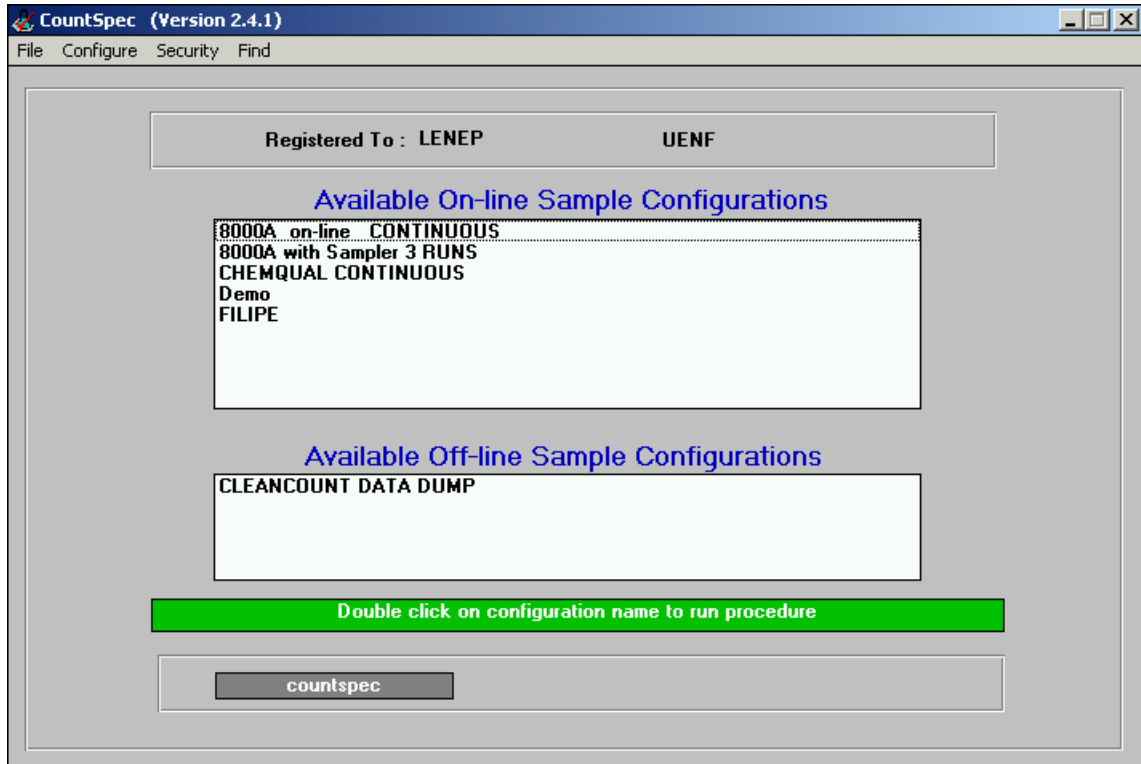 CountSpec (Version 2.4.1)
File Configure Security Find
Registered To : LENEP UENF
Available On-line Sample Configurations
8000A on-line CONTINUOUS
8000A with Sampler 3 RUNS
CHEMQUAL CONTINUOUS
Demo
FILIPE
Available Off-line Sample Configurations
CLEANCOUNT DATA DUMP
Double click on configuration name to run procedure
countspec